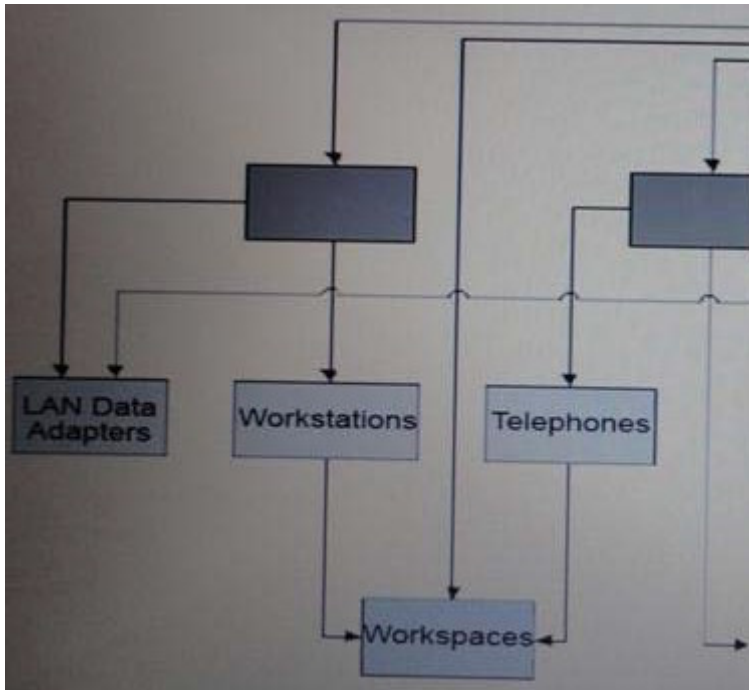 LAN Data
Adapters
Workstations
Telephones
Workspaces